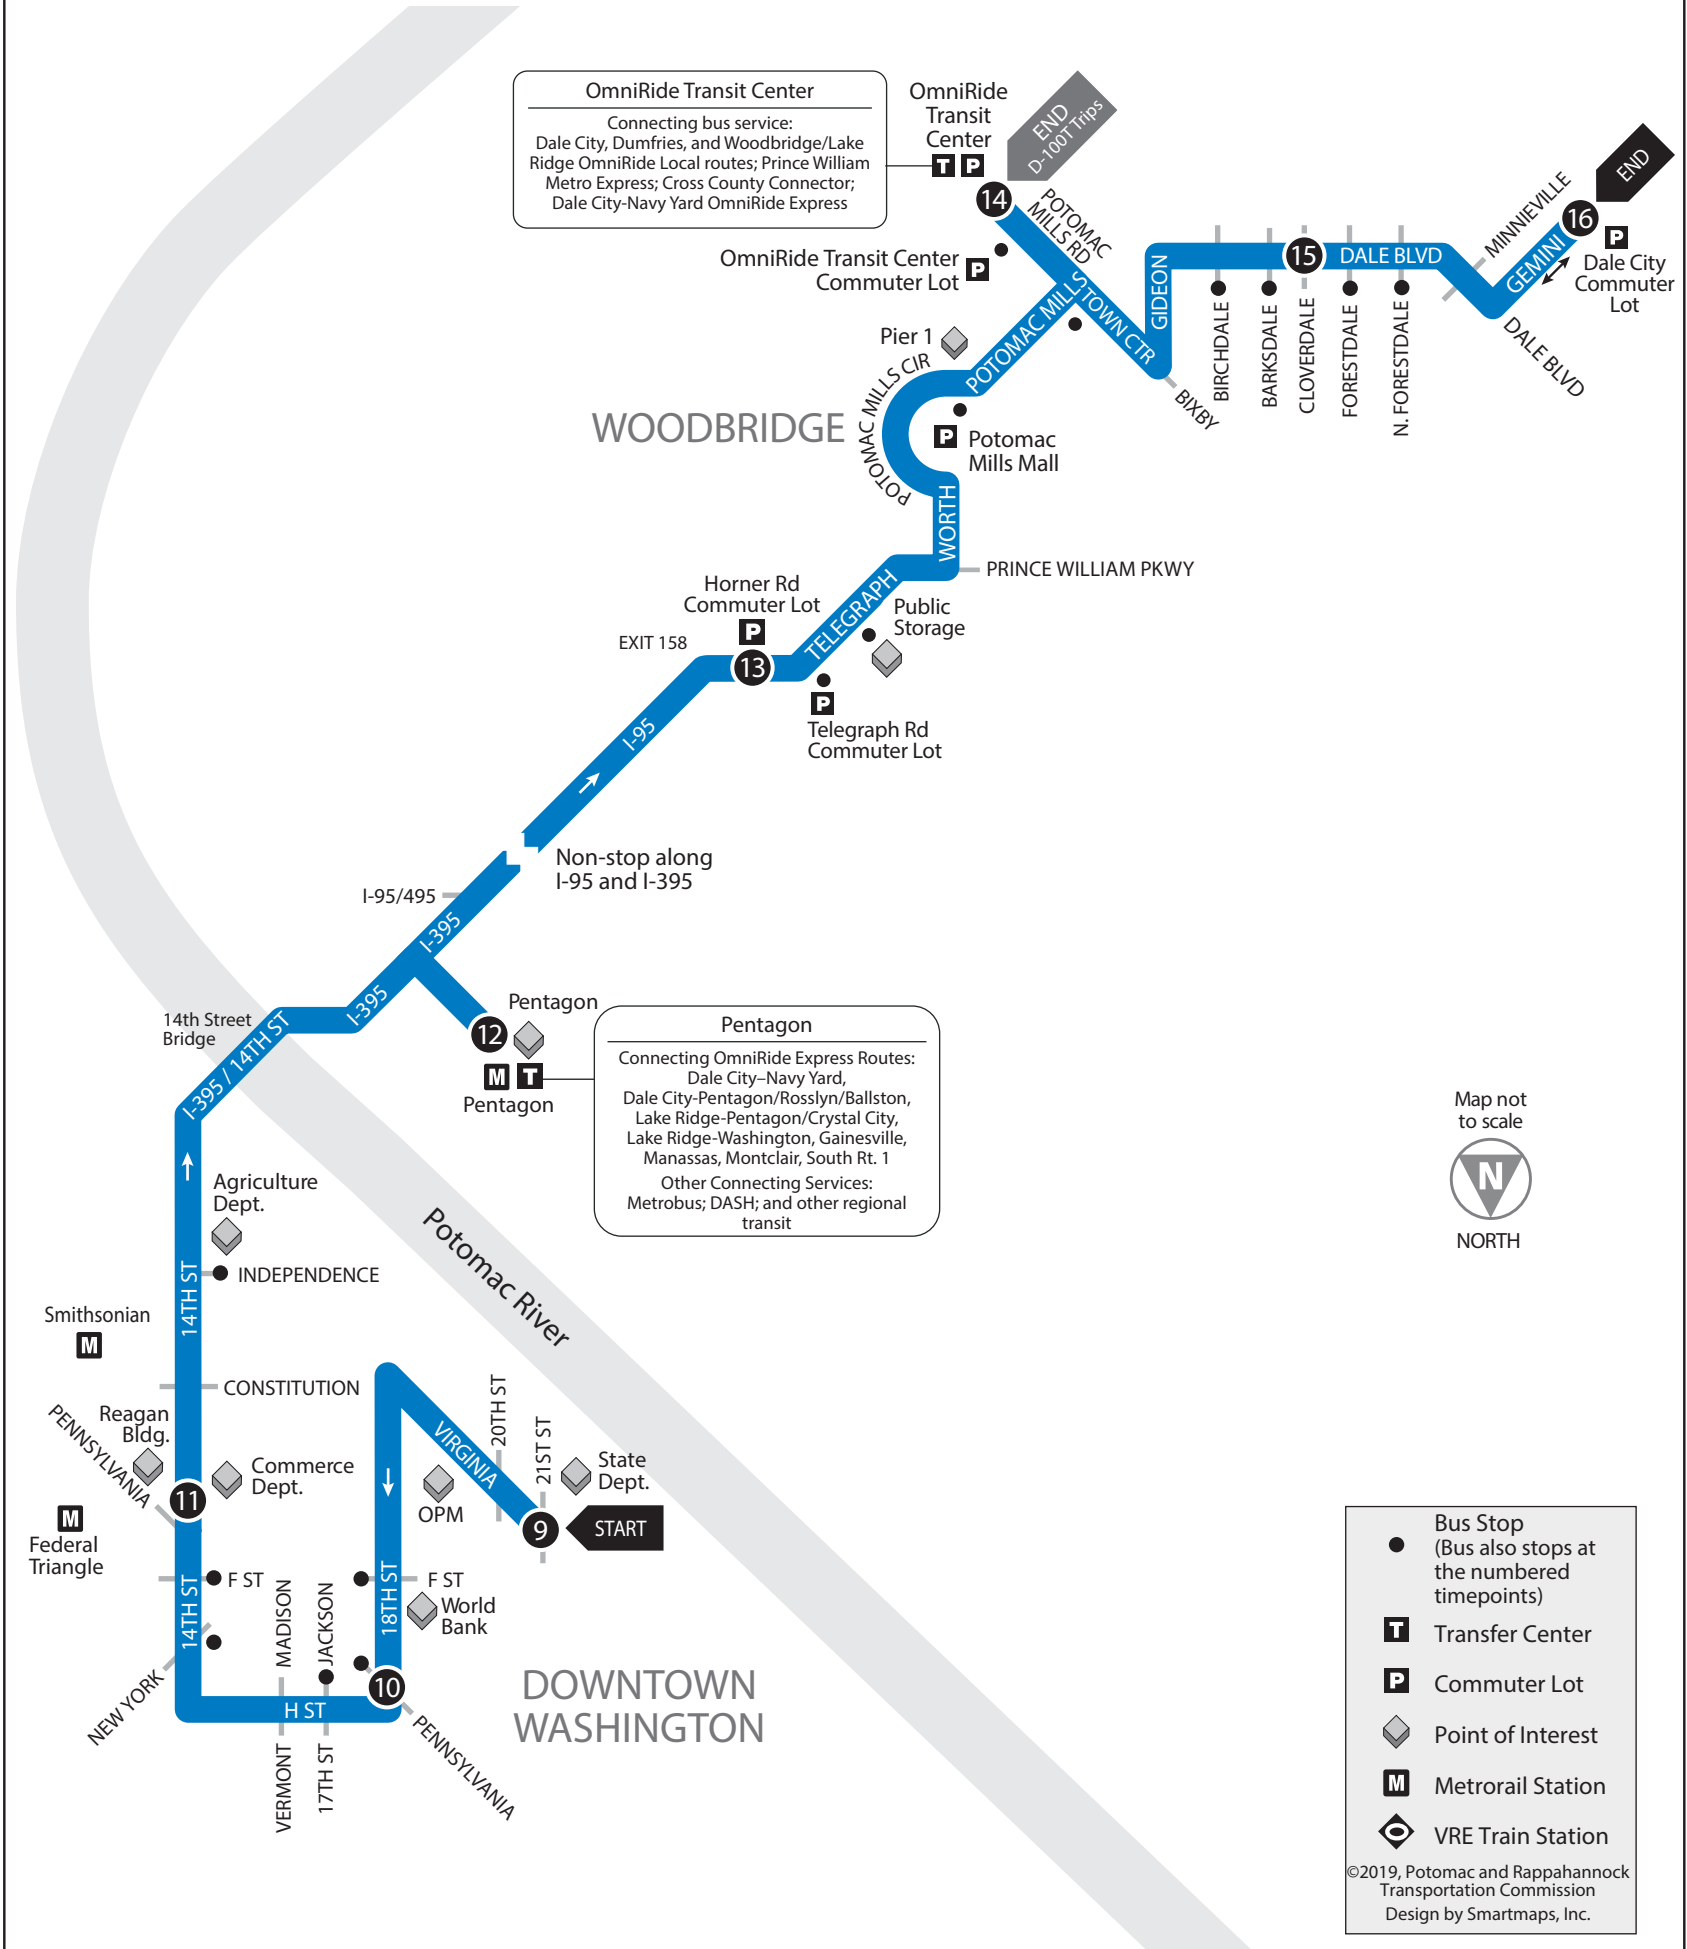 OmniRide Transit Center
Connecting bus service:
Dale City, Dumfries, and Woodbridge/Lake
Ridge OmniRide Local routes; Prince William
Metro Express; Cross County Connector;
Dale City-Navy Yard OmniRide Express
OmniRide
Transit
Center
T P
END
D-100T Trips
14
POTOMAC
MILLS RD
OmniRide Transit Center
Commuter Lot
P
END
16
MINNIEVILLE
GEMINI
P
Dale City
Commuter
Lot
DALE BLVD
15
DALE BLVD
GIDEON
BIRCHDALE
BARKSDALE
CLOVERDALE
FORESTDALE
N. FORESTDALE
TOWN CTR
BIXBY
POTOMAC MILLS
Pier 1
POTOMAC MILLS CIR
WOODBRIDGE
P
Potomac
Mills Mall
WORTH
PRINCE WILLIAM PKWY
Horner Rd
Commuter Lot
P
13
EXIT 158
TELEGRAPH
Public
Storage
P
Telegraph Rd
Commuter Lot
I-95
Non-stop along
I-95 and I-395
I-95/495
I-395
I-395
14th Street
Bridge
I-395 / 14TH ST
Pentagon
12
M T
Pentagon
Pentagon
Connecting OmniRide Express Routes:
Dale City–Navy Yard,
Dale City-Pentagon/Rosslyn/Ballston,
Lake Ridge-Pentagon/Crystal City,
Lake Ridge-Washington, Gainesville,
Manassas, Montclair, South Rt. 1
Other Connecting Services:
Metrobus; DASH; and other regional
transit
Map not
to scale
N
NORTH
Agriculture
Dept.
INDEPENDENCE
14TH ST
Smithsonian
M
Potomac River
CONSTITUTION
Reagan
Bldg.
PENNSYLVANIA
Commerce
Dept.
11
M
Federal
Triangle
F ST
14TH ST
NEW YORK
MADISON
JACKSON
H ST
VERMONT
17TH ST
VIRGINIA
20TH ST
21ST ST
State
Dept.
OPM
9
START
18TH ST
F ST
World
Bank
10
PENNSYLVANIA
DOWNTOWN
WASHINGTON
Bus Stop
(Bus also stops at
the numbered
timepoints)
T Transfer Center
P Commuter Lot
Point of Interest
M Metrorail Station
VRE Train Station
©2019, Potomac and Rappahannock
Transportation Commission
Design by Smartmaps, Inc.